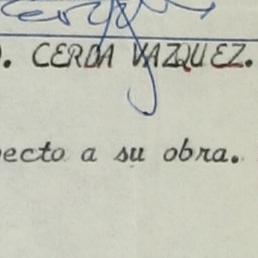 . CERDA VAZQUEZ.
ecto a su obra.